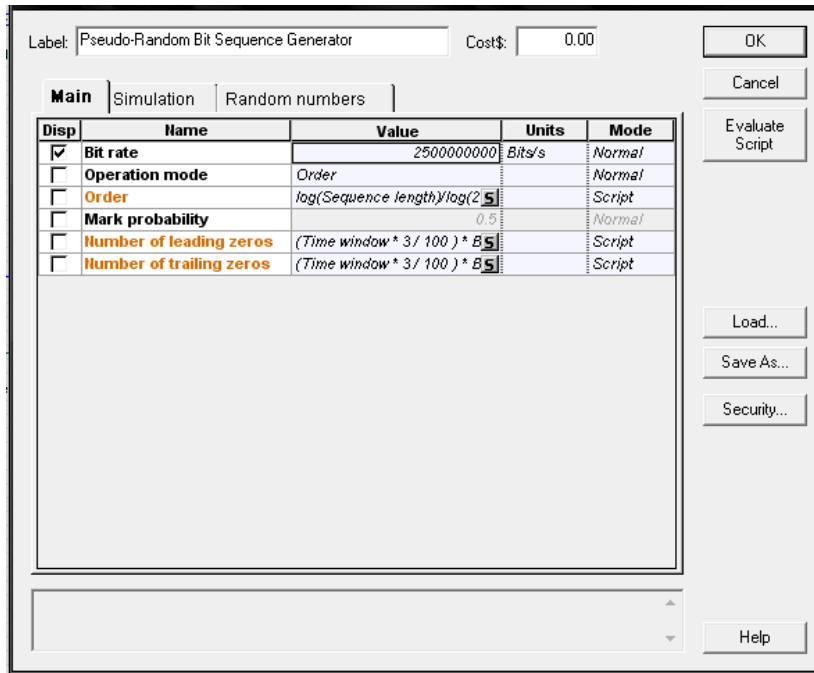 Label: Pseudo-Random Bit Sequence Generator Cost$: 0.00 OK
Cancel
Main Simulation Random numbers
Evaluate Script
Disp Name Value Units Mode
Bit rate 2500000000 Bits/s Normal
Operation mode Order Normal
Order log(Sequence length)/log(2 S Script
Mark probability 0.5 Normal
Number of leading zeros (Time window * 3 / 100 ) * B S Script
Number of trailing zeros (Time window * 3 / 100 ) * B S Script
Load...
Save As...
Security...
Help